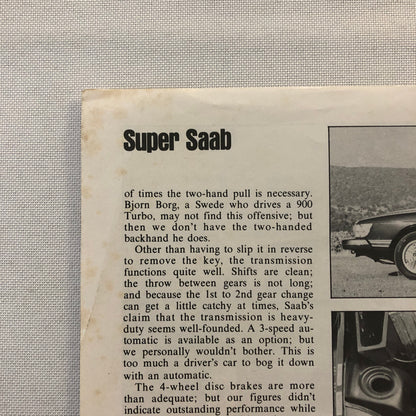 Super Saab
of times the two-hand pull is necessary.
Bjorn Borg, a Swede who drives a 900
Turbo, may not find this offensive; but
then we don't have the two-handed
backhand he does.
Other than having to slip it in reverse
to remove the key, the transmission
functions quite well. Shifts are clean;
the throw between gears is not long;
and because the 1st to 2nd gear change
can get a little catchy at times, Saab's
claim that the transmission is heavy-
duty seems well-founded. A 3-speed au-
tomatic is available as an option; but
we personally wouldn't bother. This is
too much a driver's car to bog it down
with an automatic.
The 4-wheel disc brakes are more
than adequate; but our figures didn't
indicate outstanding performance while